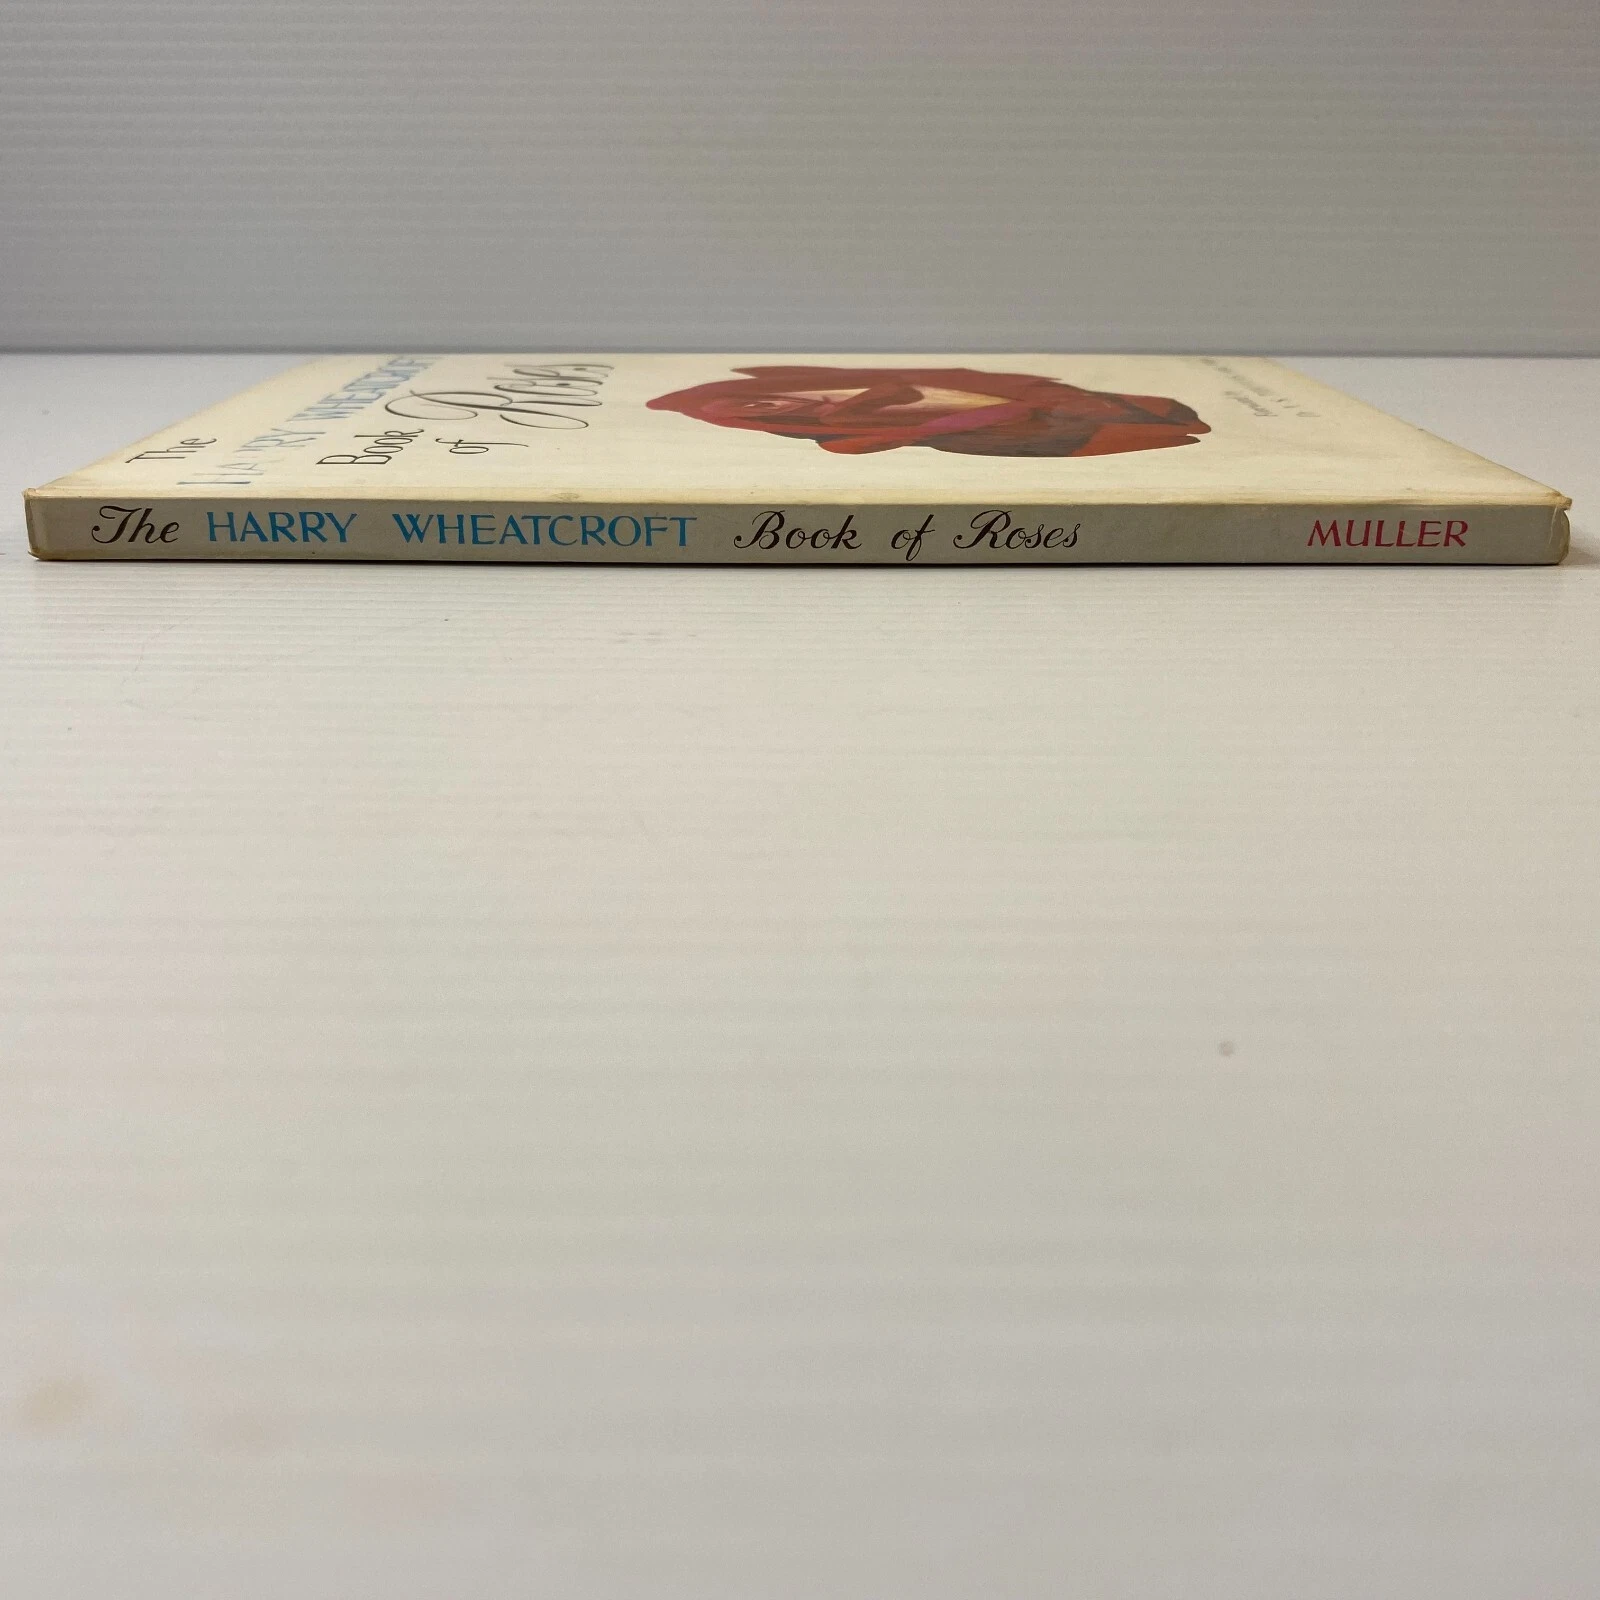 The
HARRY WHEATCROFT
Book
of
Roses
The HARRY WHEATCROFT Book of Roses MULLER